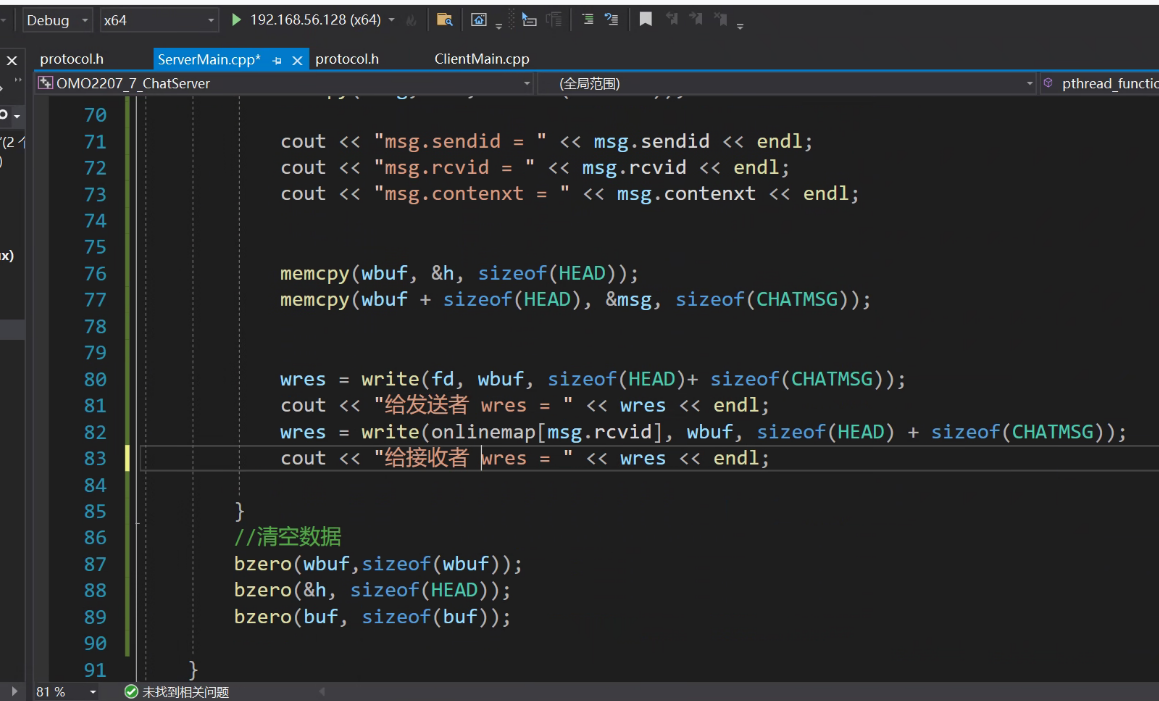 Debug x64 192.168.56.128 (x64)
protocol.h ServerMain.cpp* protocol.h ClientMain.cpp
OMO2207_7_ChatServer (全局范围) pthread_functio
70
71 cout << "msg.sendid = " << msg.sendid << endl;
72 cout << "msg.rcvid = " << msg.rcvid << endl;
73 cout << "msg.contenxt = " << msg.contenxt << endl;
74
75
76 memcpy(wbuf, &h, sizeof(HEAD));
77 memcpy(wbuf + sizeof(HEAD), &msg, sizeof(CHATMSG));
78
79
80 wres = write(fd, wbuf, sizeof(HEAD)+ sizeof(CHATMSG));
81 cout << "给发送者 wres = " << wres << endl;
82 wres = write(onlinemap[msg.rcvid], wbuf, sizeof(HEAD) + sizeof(CHATMSG));
83 cout << "给接收者 wres = " << wres << endl;
84
85 }
86 //清空数据
87 bzero(wbuf,sizeof(wbuf));
88 bzero(&h, sizeof(HEAD));
89 bzero(buf, sizeof(buf));
90
91 }
81 % 未找到相关问题